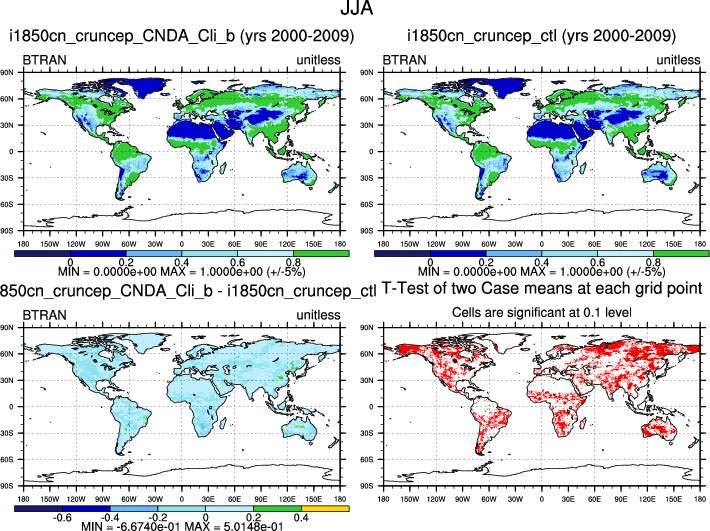 JJA
i1850cn_cruncep_CNDA_Cli_b (yrs 2000-2009)
BTRAN unitless
90N
60N
30N
0
30S
60S
90S
180 150W 120W 90W 60W 30W 0 30E 60E 90E 120E 150E 180
0 0.2 0.4 0.6 0.8
MIN = 0.0000e+00 MAX = 1.0000e+00 (+/-5%)
i1850cn_cruncep_ctl (yrs 2000-2009)
BTRAN unitless
90N
60N
30N
0
30S
60S
90S
180 150W 120W 90W 60W 30W 0 30E 60E 90E 120E 150E 180
0 0.2 0.4 0.6 0.8
MIN = 0.0000e+00 MAX = 1.0000e+00 (+/-5%)
850cn_cruncep_CNDA_Cli_b - i1850cn_cruncep_ctl
BTRAN unitless
90N
60N
30N
0
30S
60S
90S
180 150W 120W 90W 60W 30W 0 30E 60E 90E 120E 150E 180
-0.6 -0.4 -0.2 0 0.2 0.4
MIN = -6.6740e-01 MAX = 5.0148e-01
T-Test of two Case means at each grid point
Cells are significant at 0.1 level
90N
60N
30N
0
30S
60S
90S
180 150W 120W 90W 60W 30W 0 30E 60E 90E 120E 150E 180